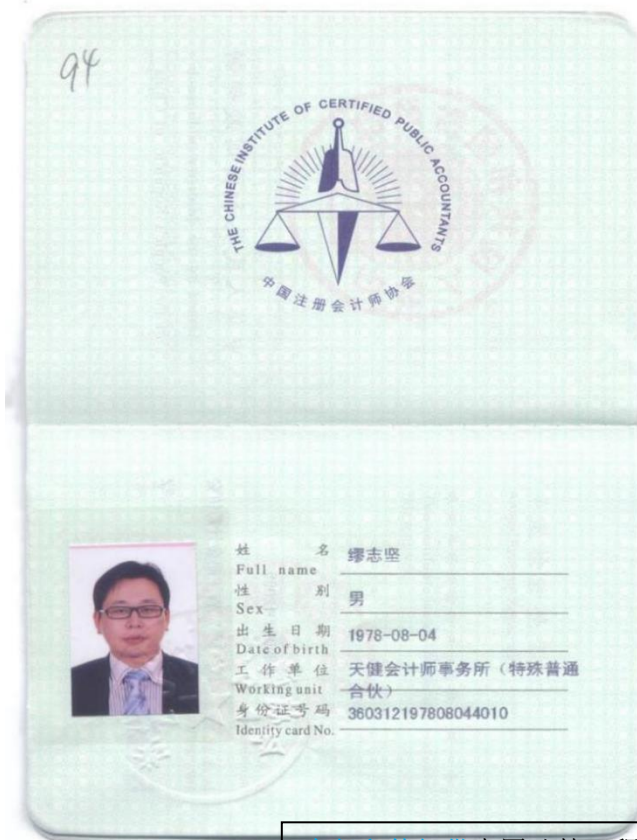 94
THE CHINESE INSTITUTE OF CERTIFIED PUBLIC ACCOUNTANTS
中国注册会计师协会
姓 名 缪志坚
Full name
性 别 男
Sex
出生日期 1978-08-04
Date of birth
工作单位 天健会计师事务所（特殊普通
Working unit 合伙）
身份证号码 360312197808044010
Identity card No.